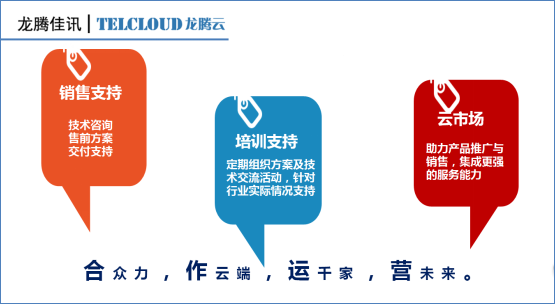 龙腾佳讯 | TELCLOUD 龙腾云
销售支持
技术咨询
售前方案
交付支持
培训支持
定期组织方案及技
术交流活动，针对
行业实际情况支持
云市场
助力产品推广与
销售，集成更强
的服务能力
合众力，作云端，运千家，营未来。